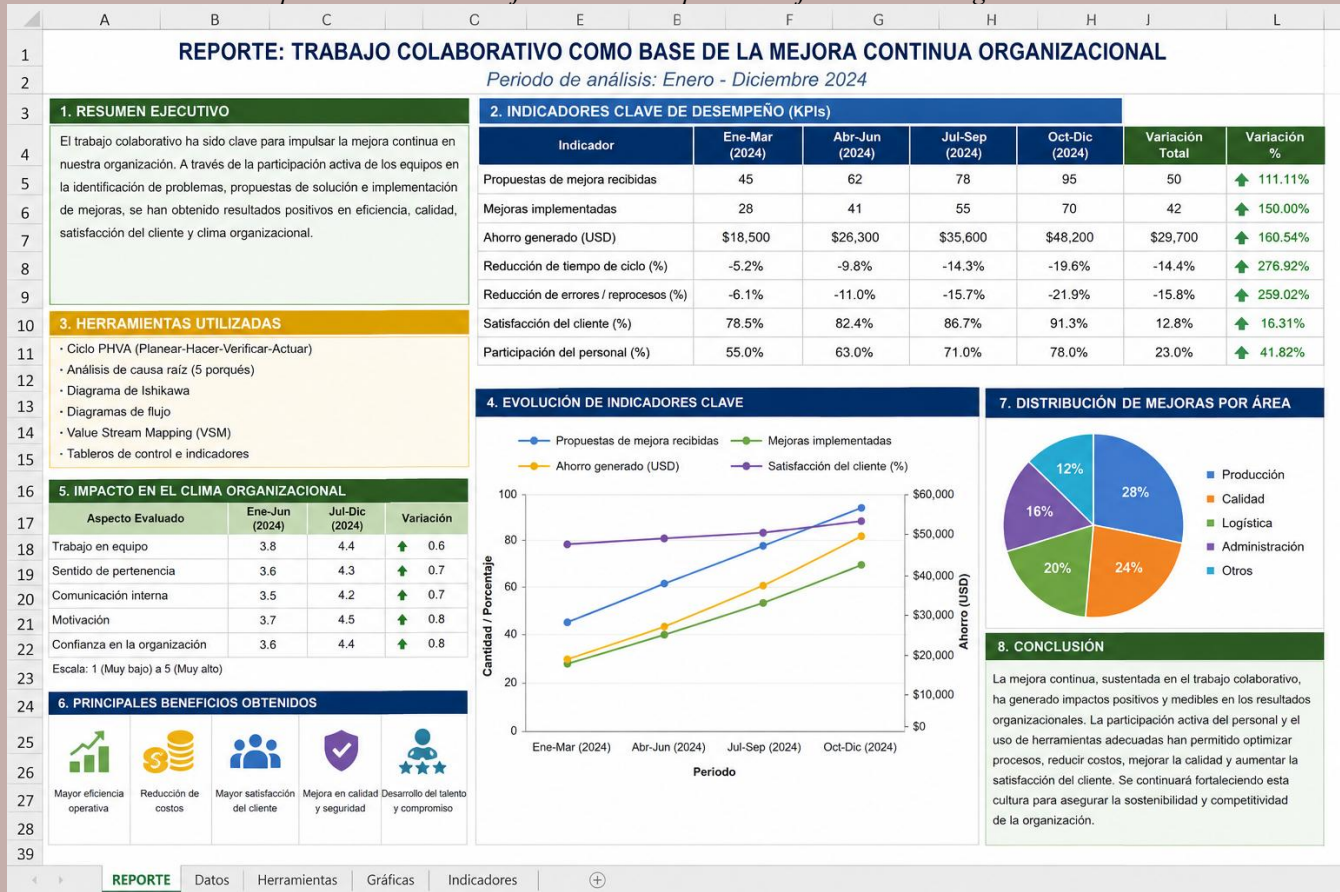 A B C C E B F G H H J L
1
REPORTE: TRABAJO COLABORATIVO COMO BASE DE LA MEJORA CONTINUA ORGANIZACIONAL
2
Periodo de análisis: Enero - Diciembre 2024
3
1. RESUMEN EJECUTIVO
El trabajo colaborativo ha sido clave para impulsar la mejora continua en
nuestra organización. A través de la participación activa de los equipos en
la identificación de problemas, propuestas de solución e implementación
de mejoras, se han obtenido resultados positivos en eficiencia, calidad,
satisfacción del cliente y clima organizacional.
2. INDICADORES CLAVE DE DESEMPEÑO (KPIs)
Indicador Ene-Mar (2024) Abr-Jun (2024) Jul-Sep (2024) Oct-Dic (2024) Variación Total Variación %
Propuestas de mejora recibidas 45 62 78 95 50 111.11%
Mejoras implementadas 28 41 55 70 42 150.00%
Ahorro generado (USD) $18,500 $26,300 $35,600 $48,200 $29,700 160.54%
Reducción de tiempo de ciclo (%) -5.2% -9.8% -14.3% -19.6% -14.4% 276.92%
Reducción de errores / reprocesos (%) -6.1% -11.0% -15.7% -21.9% -15.8% 259.02%
Satisfacción del cliente (%) 78.5% 82.4% 86.7% 91.3% 12.8% 16.31%
Participación del personal (%) 55.0% 63.0% 71.0% 78.0% 23.0% 41.82%
4
5
6
7
8
9
10
11
12
13
14
15
16
17
18
19
20
21
22
23
24
25
26
27
28
39
3. HERRAMIENTAS UTILIZADAS
· Ciclo PHVA (Planear-Hacer-Verificar-Actuar)
· Análisis de causa raíz (5 porqués)
· Diagrama de Ishikawa
· Diagramas de flujo
· Value Stream Mapping (VSM)
· Tableros de control e indicadores
4. EVOLUCIÓN DE INDICADORES CLAVE
Propuestas de mejora recibidas Mejoras implementadas
Ahorro generado (USD) Satisfacción del cliente (%)
Cantidad / Porcentaje
100
80
60
40
20
0
$60,000
$50,000
$40,000
$30,000
$20,000
$10,000
$0
Ahorro (USD)
Ene-Mar (2024) Abr-Jun (2024) Jul-Sep (2024) Oct-Dic (2024)
Periodo
7. DISTRIBUCIÓN DE MEJORAS POR ÁREA
12%
28%
16%
20%
24%
Producción
Calidad
Logística
Administración
Otros
5. IMPACTO EN EL CLIMA ORGANIZACIONAL
Aspecto Evaluado Ene-Jun (2024) Jul-Dic (2024) Variación
Trabajo en equipo 3.8 4.4 0.6
Sentido de pertenencia 3.6 4.3 0.7
Comunicación interna 3.5 4.2 0.7
Motivación 3.7 4.5 0.8
Confianza en la organización 3.6 4.4 0.8
Escala: 1 (Muy bajo) a 5 (Muy alto)
6. PRINCIPALES BENEFICIOS OBTENIDOS
Mayor eficiencia operativa
Reducción de costos
Mayor satisfacción del cliente
Mejora en calidad y seguridad
Desarrollo del talento y compromiso
8. CONCLUSIÓN
La mejora continua, sustentada en el trabajo colaborativo,
ha generado impactos positivos y medibles en los resultados
organizacionales. La participación activa del personal y el
uso de herramientas adecuadas han permitido optimizar
procesos, reducir costos, mejorar la calidad y aumentar la
satisfacción del cliente. Se continuará fortaleciendo esta
cultura para asegurar la sostenibilidad y competitividad
de la organización.
REPORTE Datos Herramientas Gráficas Indicadores